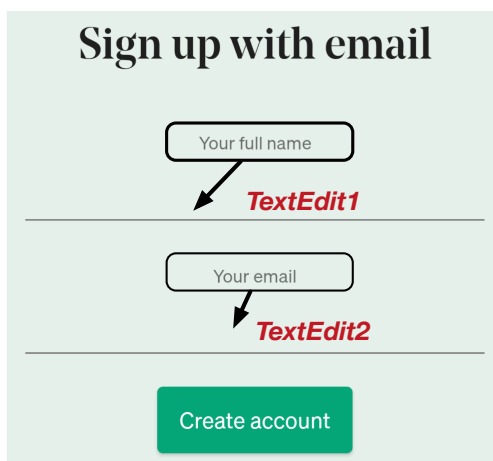 Sign up with email
Your full name
TextEdit1
Your email
TextEdit2
Create account